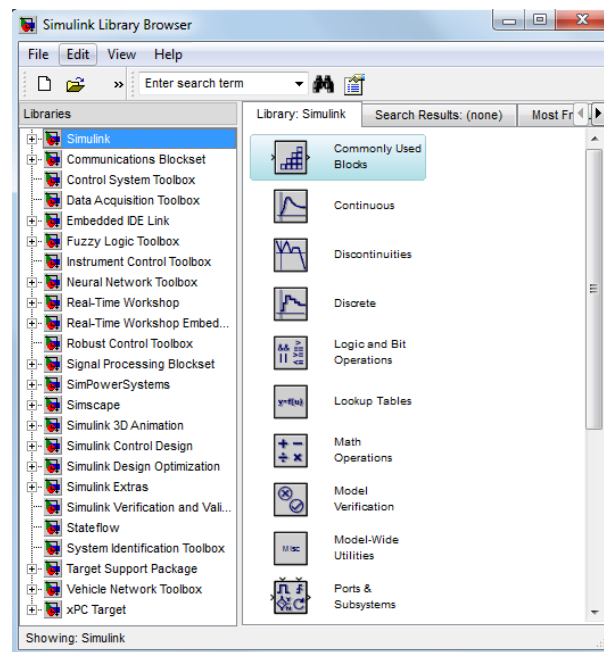 Simulink Library Browser
File Edit View Help
» Enter search term
Libraries
Library: Simulink Search Results: (none) Most Fr
Simulink
Communications Blockset
Control System Toolbox
Data Acquisition Toolbox
Embedded IDE Link
Fuzzy Logic Toolbox
Instrument Control Toolbox
Neural Network Toolbox
Real-Time Workshop
Real-Time Workshop Embed...
Robust Control Toolbox
Signal Processing Blockset
SimPowerSystems
Simscape
Simulink 3D Animation
Simulink Control Design
Simulink Design Optimization
Simulink Extras
Simulink Verification and Vali...
Stateflow
System Identification Toolbox
Target Support Package
Vehicle Network Toolbox
xPC Target
Commonly Used
Blocks
Continuous
Discontinuities
Discrete
Logic and Bit
Operations
y=f(u)
Lookup Tables
+ −
÷ ×
Math
Operations
Model
Verification
Misc
Model-Wide
Utilities
Ports &
Subsystems
Showing: Simulink